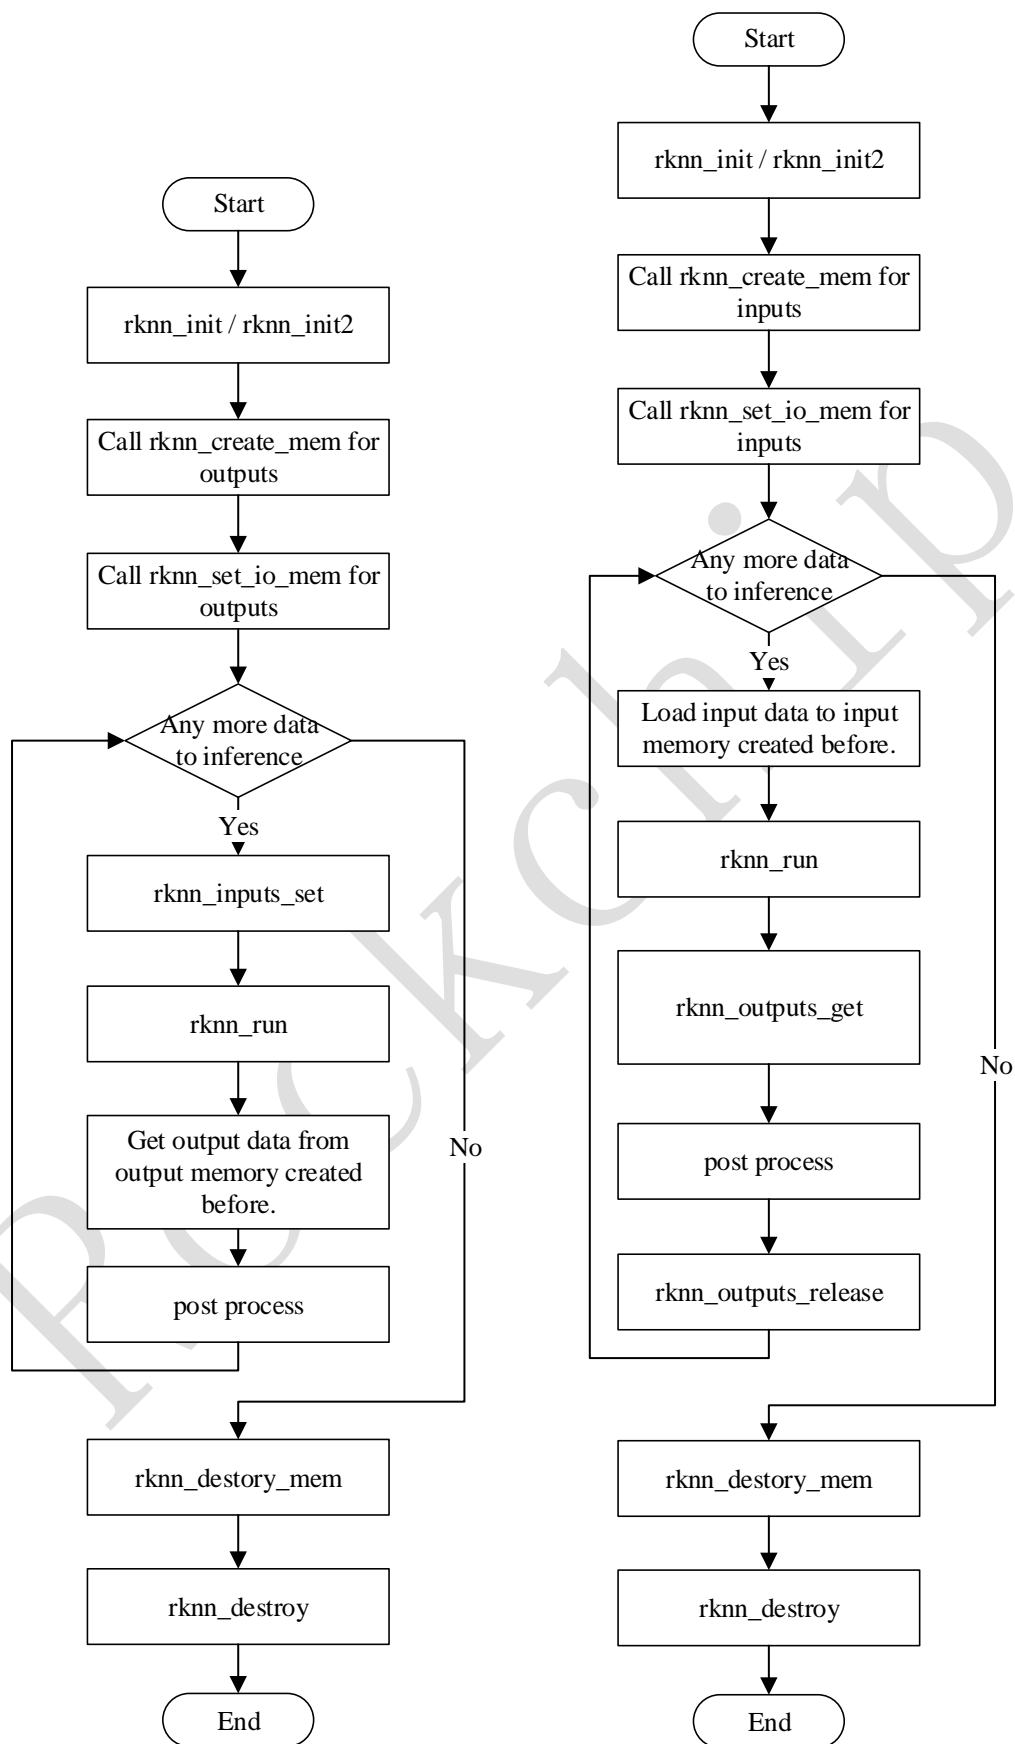 Start
rknn_init / rknn_init2
Call rknn_create_mem for
outputs
Call rknn_set_io_mem for
outputs
Any more data
to inference
Yes
rknn_inputs_set
rknn_run
Get output data from
output memory created
before.
post process
No
rknn_destory_mem
rknn_destroy
End
Start
rknn_init / rknn_init2
Call rknn_create_mem for
inputs
Call rknn_set_io_mem for
inputs
Any more data
to inference
Yes
Load input data to input
memory created before.
rknn_run
rknn_outputs_get
post process
rknn_outputs_release
No
rknn_destory_mem
rknn_destroy
End
Rockchip